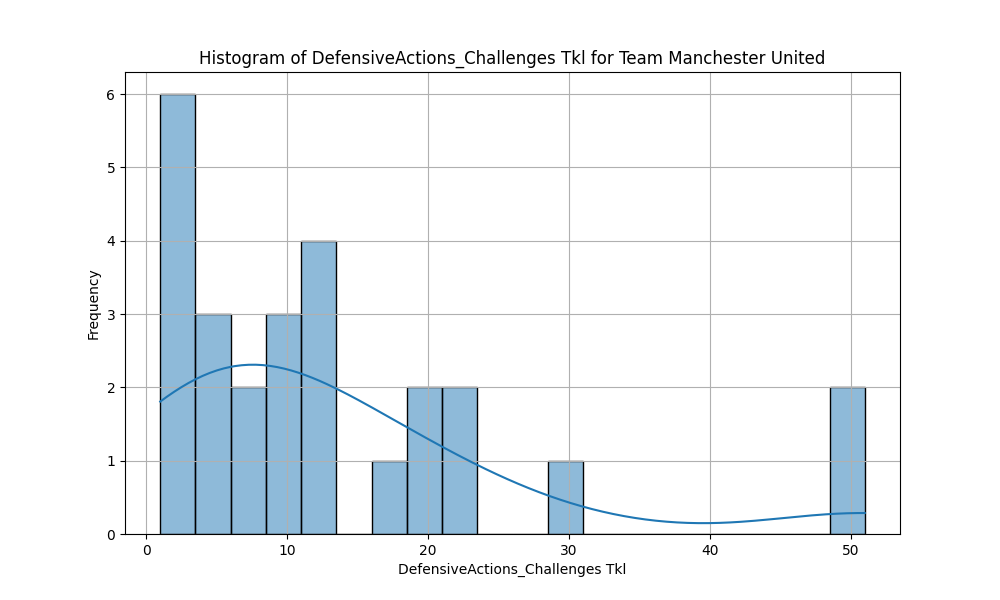 Histogram of DefensiveActions_Challenges Tkl for Team Manchester United
Frequency
6
5
4
3
2
1
0
0 10 20 30 40 50
DefensiveActions_Challenges Tkl